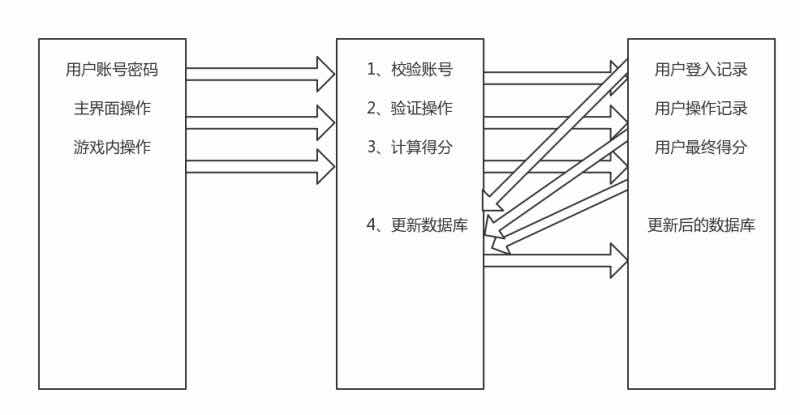 用户账号密码
主界面操作
游戏内操作
1、校验账号
2、验证操作
3、计算得分
4、更新数据库
用户登入记录
用户操作记录
用户最终得分
更新后的数据库